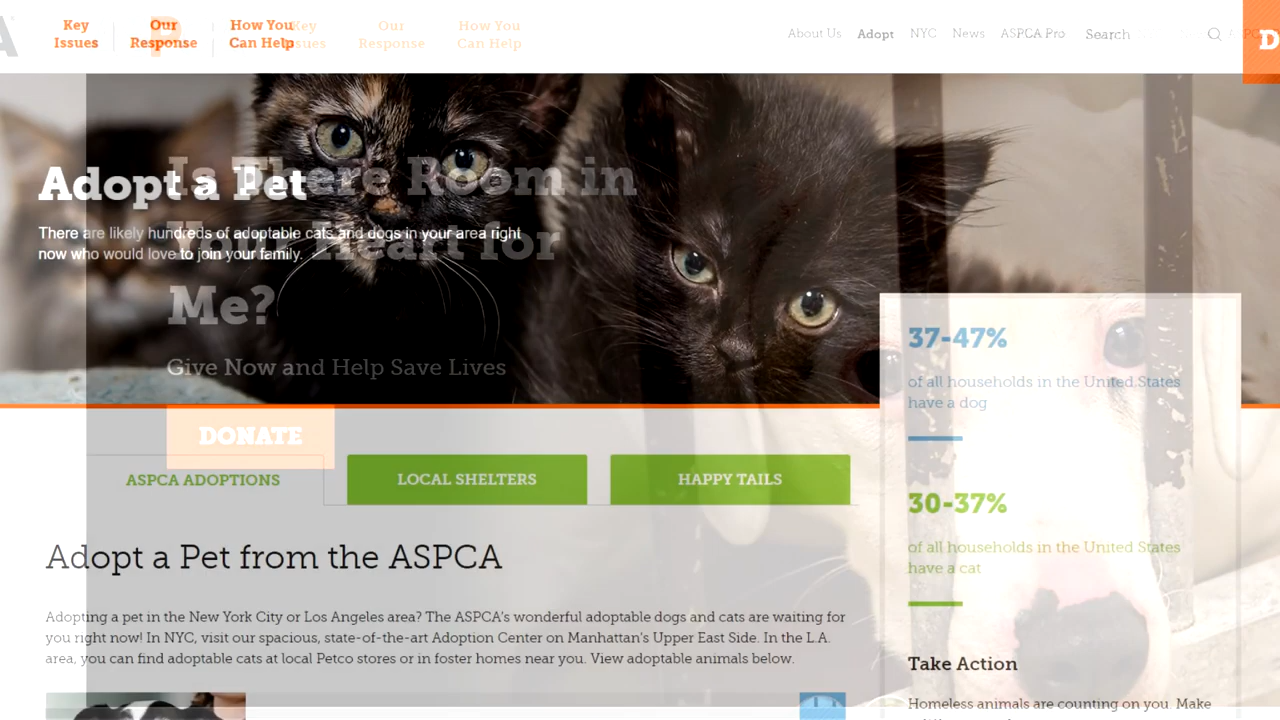 A
P
Key
Issues
Our
Response
How You
Can Help
Key
Issues
Our
Response
How You
Can Help
About Us
Adopt
NYC
News
ASPCA Pro
Search
D
Adopt a Pet
There are likely hundreds of adoptable cats and dogs in your area right
now who would love to join your family.
Is There Room in
Your Heart for
Me?
Give Now and Help Save Lives
DONATE
ASPCA ADOPTIONS
LOCAL SHELTERS
HAPPY TAILS
Adopt a Pet from the ASPCA
Adopting a pet in the New York City or Los Angeles area? The ASPCA's wonderful adoptable dogs and cats are waiting for
you right now! In NYC, visit our spacious, state-of-the-art Adoption Center on Manhattan's Upper East Side. In the L.A.
area, you can find adoptable cats at local Petco stores or in foster homes near you. View adoptable animals below.
37-47%
of all households in the United States
have a dog
30-37%
of all households in the United States
have a cat
Take Action
Homeless animals are counting on you. Make